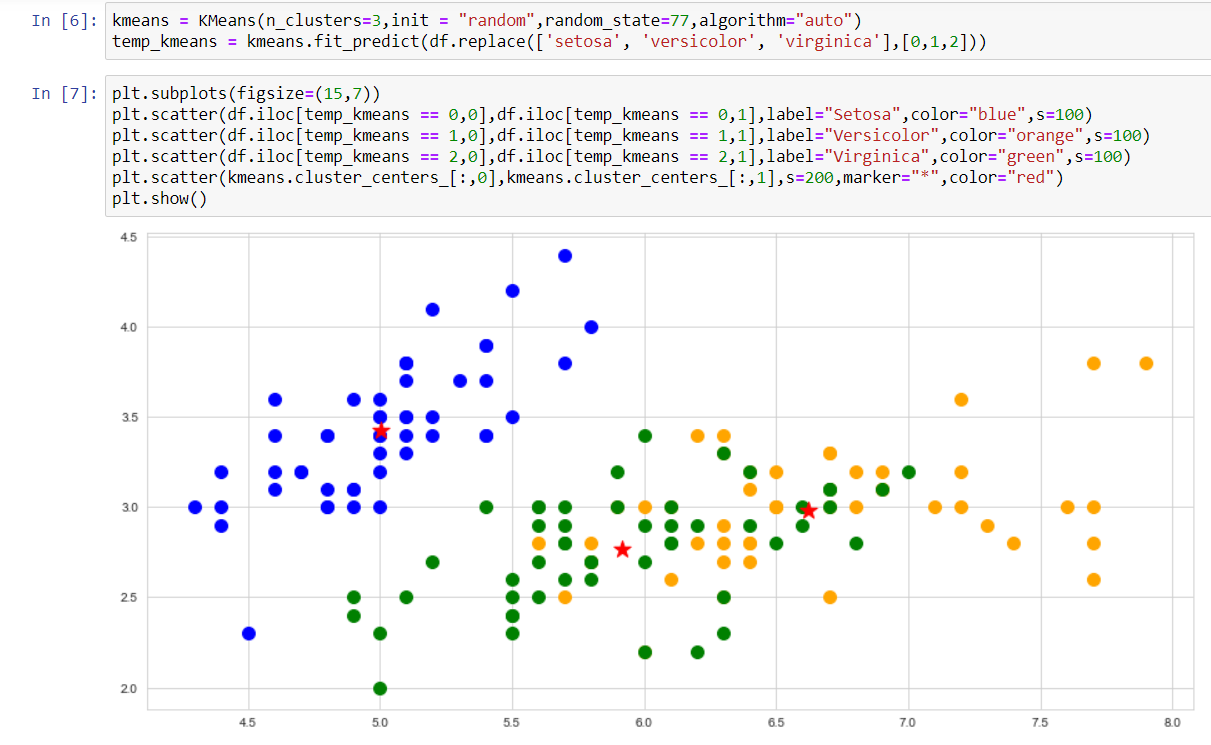 In [6]: kmeans = KMeans(n_clusters=3,init = "random",random_state=77,algorithm="auto")
temp_kmeans = kmeans.fit_predict(df.replace(['setosa', 'versicolor', 'virginica'],[0,1,2]))
In [7]: plt.subplots(figsize=(15,7))
plt.scatter(df.iloc[temp_kmeans == 0,0],df.iloc[temp_kmeans == 0,1],label="Setosa",color="blue",s=100)
plt.scatter(df.iloc[temp_kmeans == 1,0],df.iloc[temp_kmeans == 1,1],label="Versicolor",color="orange",s=100)
plt.scatter(df.iloc[temp_kmeans == 2,0],df.iloc[temp_kmeans == 2,1],label="Virginica",color="green",s=100)
plt.scatter(kmeans.cluster_centers_[:,0],kmeans.cluster_centers_[:,1],s=200,marker="*",color="red")
plt.show()
4.5
4.0
3.5
3.0
2.5
2.0
4.5 5.0 5.5 6.0 6.5 7.0 7.5 8.0